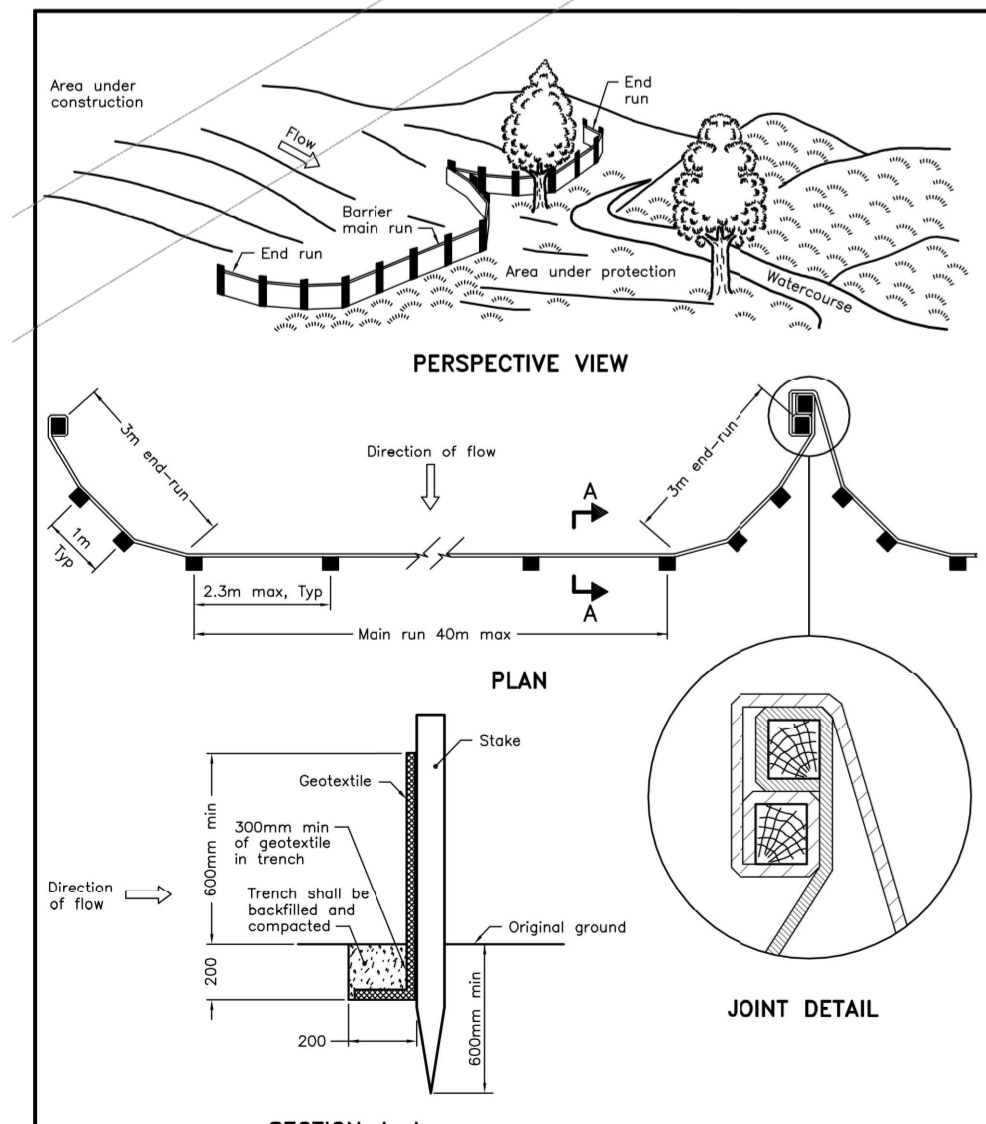 Area under
construction
Flow
End
run
Barrier
main run
End run
Area under protection
Watercourse
PERSPECTIVE VIEW
3m end-run
Direction of flow
3m end-run
A
1m
Typ
2.3m max, Typ
A
Main run 40m max
PLAN
Stake
Geotextile
600mm min
300mm min
of geotextile
in trench
Direction
of flow
Trench shall be
backfilled and
compacted
Original ground
200
200
600mm min
JOINT DETAIL